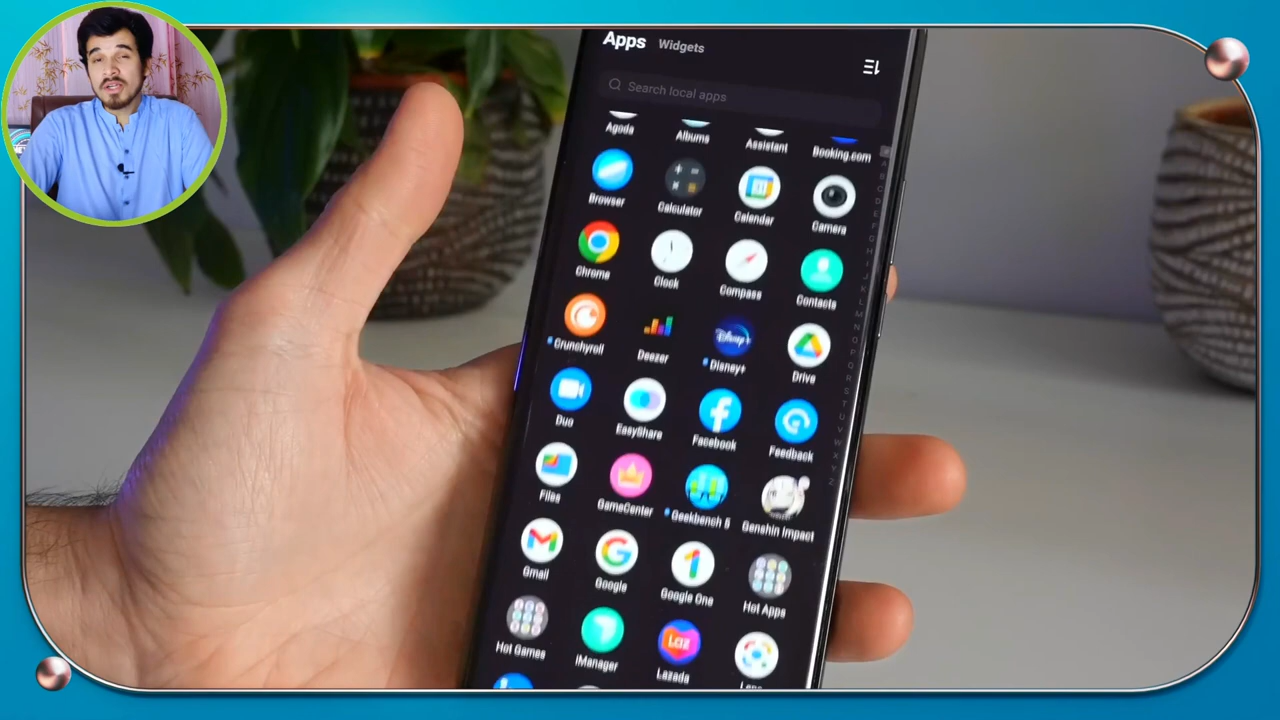 Apps Widgets
Search local apps
Agoda Albums Assistant Booking.com
Browser Calculator Calendar Camera
Chrome Clock Compass Contacts
Crunchyroll Deezer Disney+ Drive
Duo EasyShare Facebook Feedback
Files GameCenter Geekbench 5 Genshin Impact
Gmail Google Google One Hot Apps
Hot Games iManager Lazada Lens